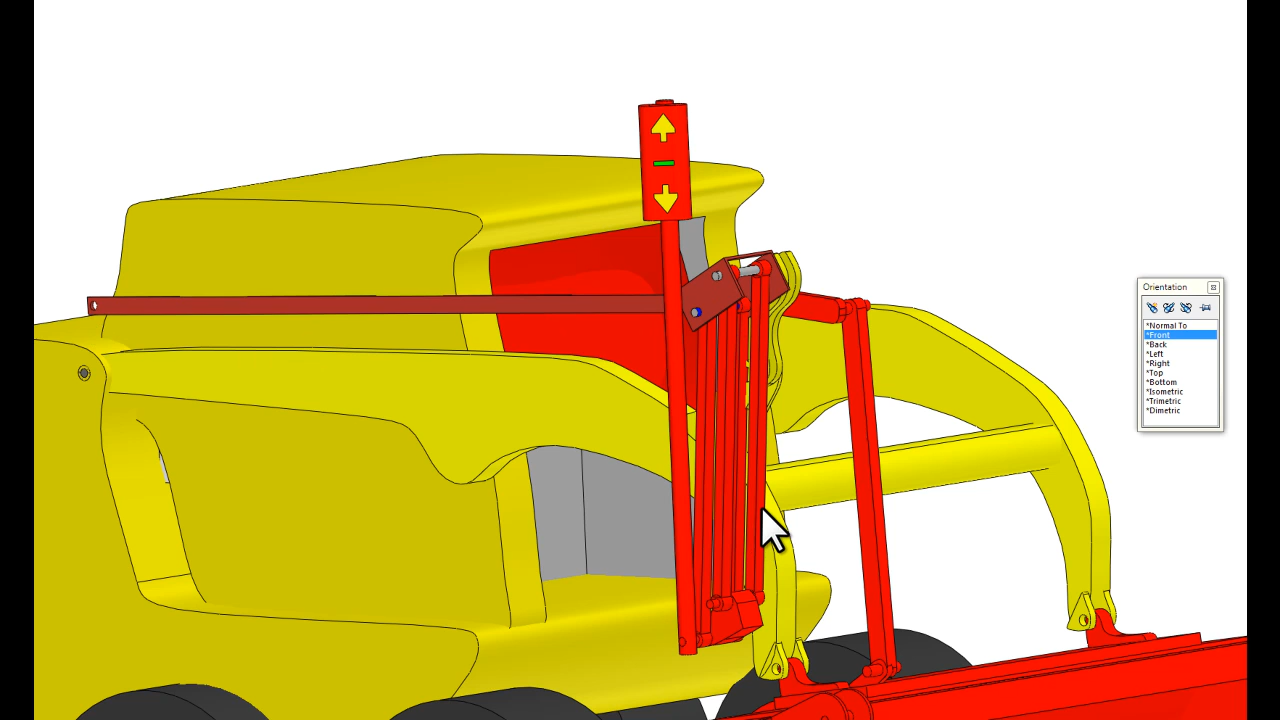 Orientation
*Normal To
*Front
*Back
*Left
*Right
*Top
*Bottom
*Isometric
*Trimetric
*Dimetric